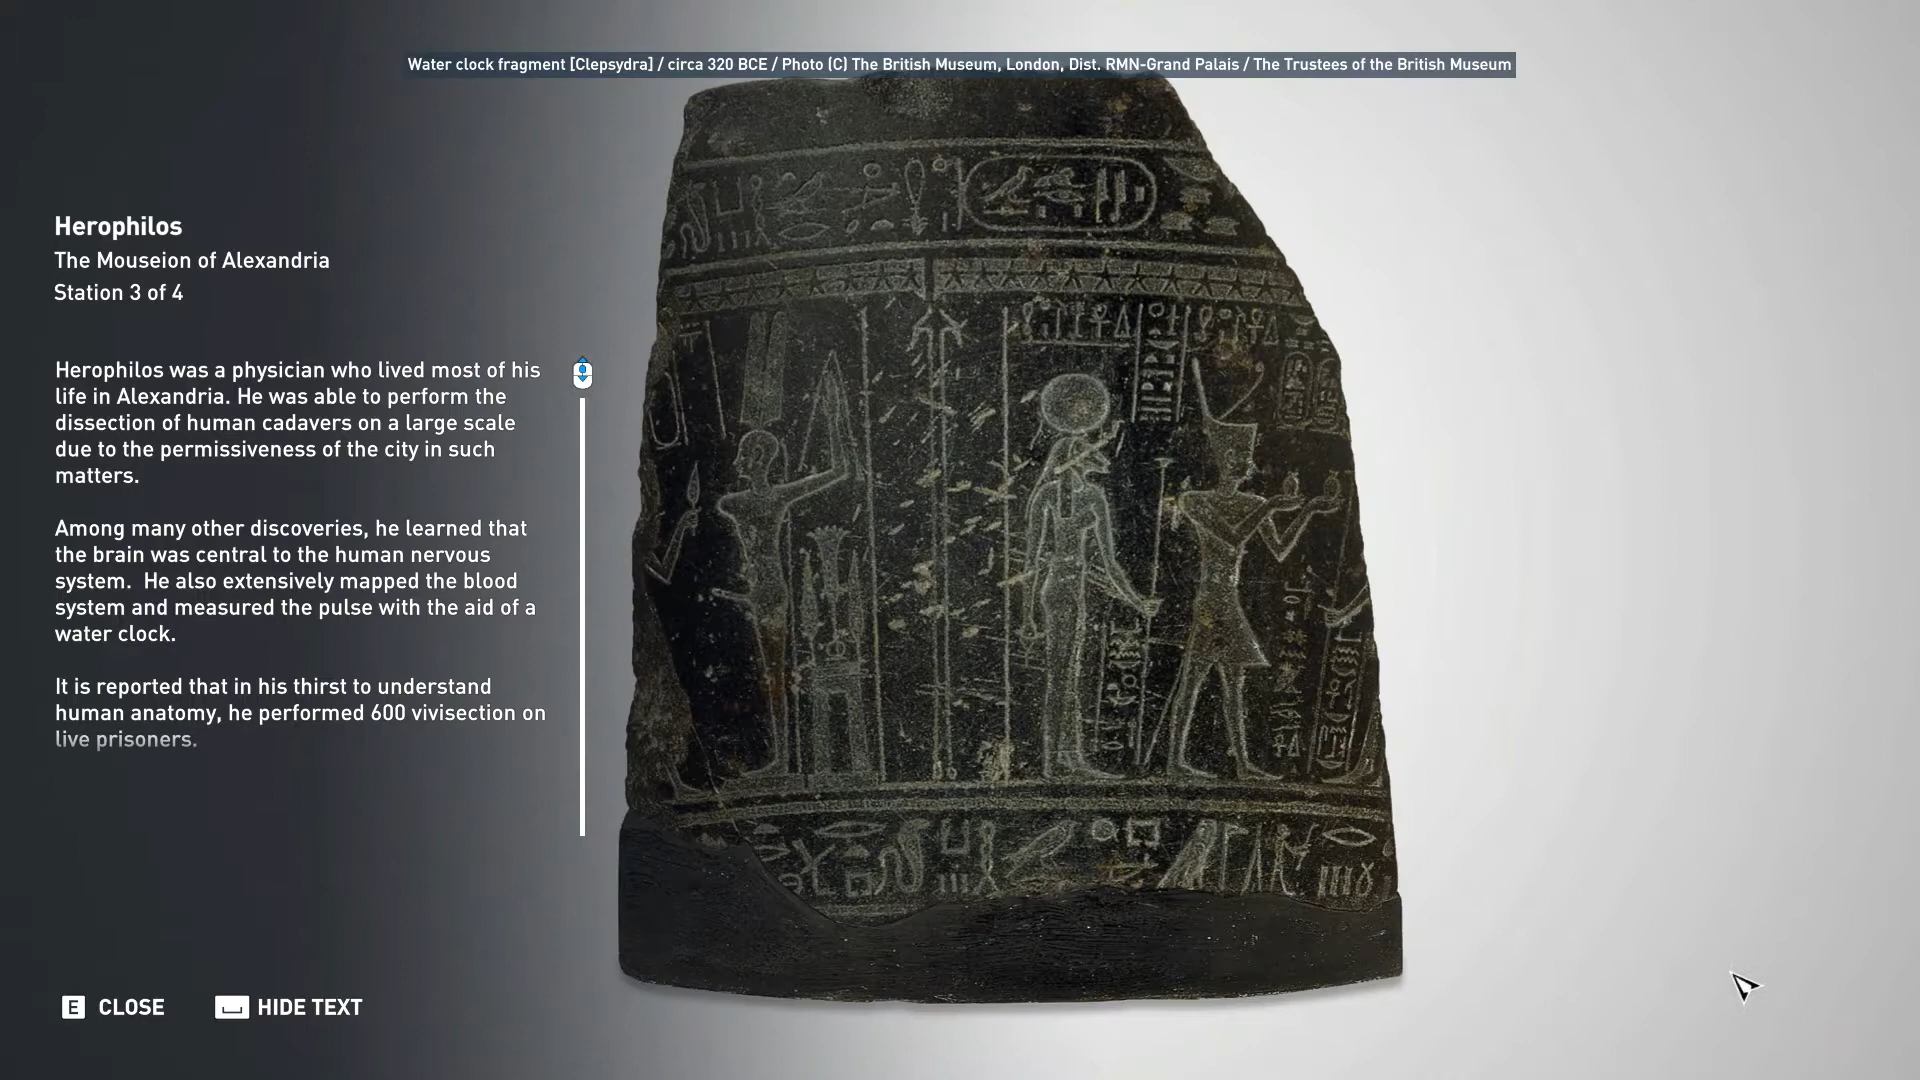 Water clock fragment [Clepsydra] / circa 320 BCE / Photo (C) The British Museum, London, Dist. RMN-Grand Palais / The Trustees of the British Museum
Herophilos
The Mouseion of Alexandria
Station 3 of 4
Herophilos was a physician who lived most of his
life in Alexandria. He was able to perform the
dissection of human cadavers on a large scale
due to the permissiveness of the city in such
matters.
Among many other discoveries, he learned that
the brain was central to the human nervous
system.  He also extensively mapped the blood
system and measured the pulse with the aid of a
water clock.
It is reported that in his thirst to understand
human anatomy, he performed 600 vivisection on
live prisoners.
E CLOSE
HIDE TEXT